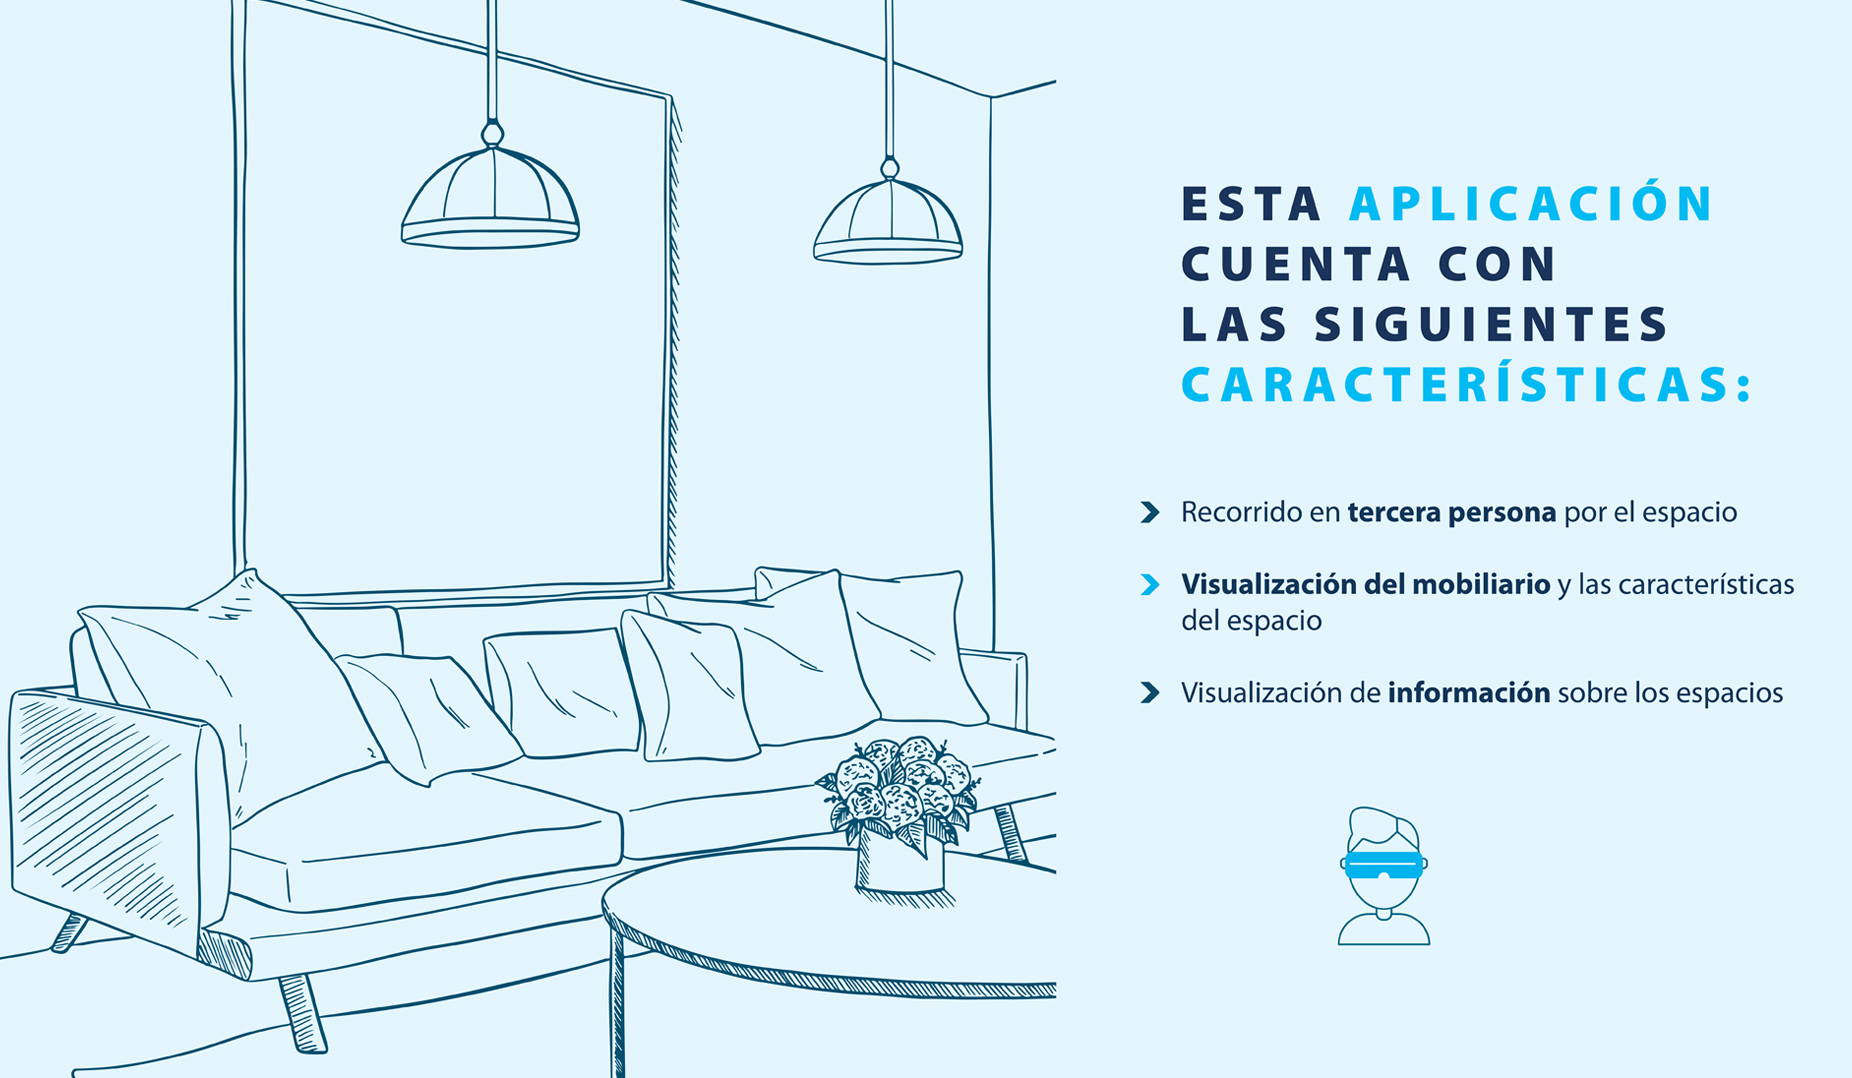 ESTA APLICACIÓN
CUENTA CON
LAS SIGUIENTES
CARACTERÍSTICAS:
Recorrido en tercera persona por el espacio
Visualización del mobiliario y las características
del espacio
Visualización de información sobre los espacios